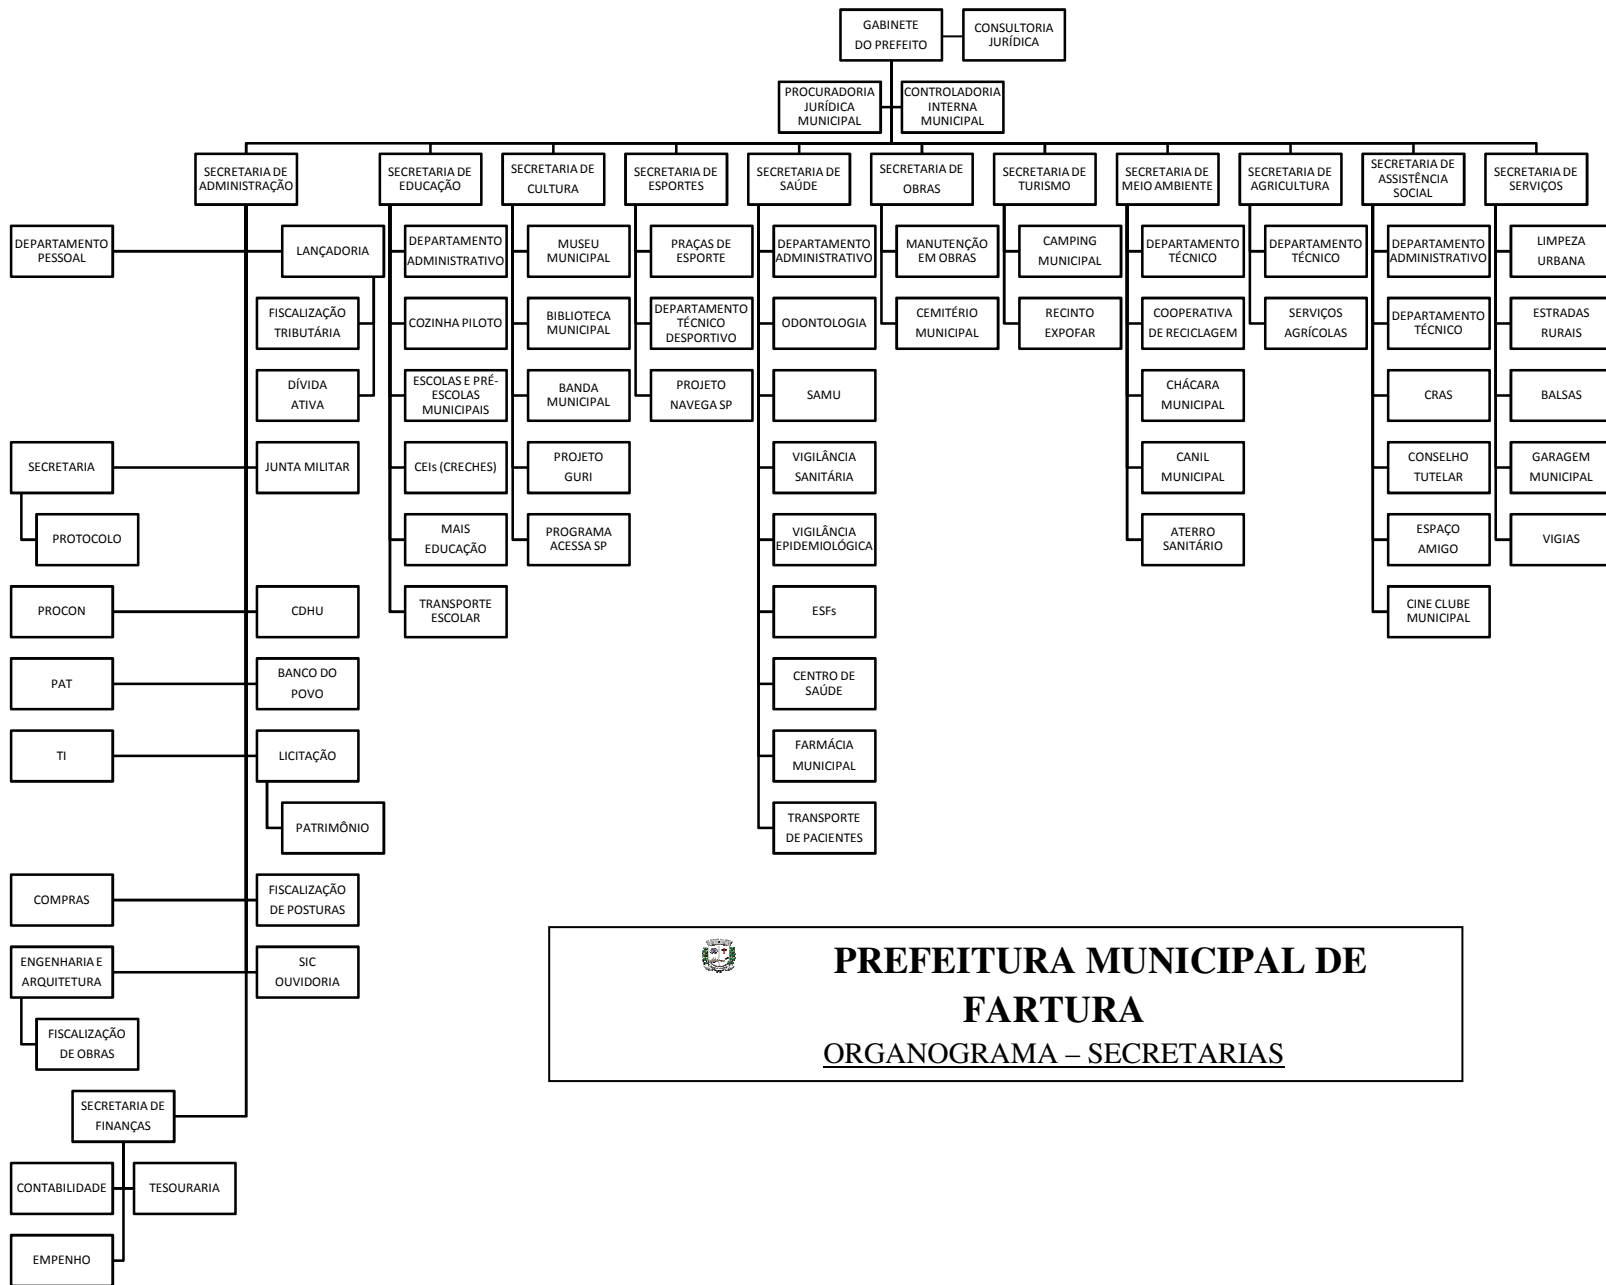 GABINETE
DO PREFEITO
CONSULTORIA
JURÍDICA
PROCURADORIA
JURÍDICA
MUNICIPAL
CONTROLADORIA
INTERNA
MUNICIPAL
SECRETARIA DE
ADMINISTRAÇÃO
SECRETARIA DE
EDUCAÇÃO
SECRETARIA DE
CULTURA
SECRETARIA DE
ESPORTES
SECRETARIA DE
SAÚDE
SECRETARIA DE
OBRAS
SECRETARIA DE
TURISMO
SECRETARIA DE
MEIO AMBIENTE
SECRETARIA DE
AGRICULTURA
SECRETARIA DE
ASSISTÊNCIA
SOCIAL
SECRETARIA DE
SERVIÇOS
DEPARTAMENTO
PESSOAL
LANÇADORIA
DEPARTAMENTO
ADMINISTRATIVO
MUSEU
MUNICIPAL
PRAÇAS DE
ESPORTE
DEPARTAMENTO
ADMINISTRATIVO
MANUTENÇÃO
EM OBRAS
CAMPING
MUNICIPAL
DEPARTAMENTO
TÉCNICO
DEPARTAMENTO
TÉCNICO
DEPARTAMENTO
ADMINISTRATIVO
LIMPEZA
URBANA
FISCALIZAÇÃO
TRIBUTÁRIA
COZINHA PILOTO
BIBLIOTECA
MUNICIPAL
DEPARTAMENTO
TÉCNICO
DESPORTIVO
ODONTOLOGIA
CEMITÉRIO
MUNICIPAL
RECINTO
EXPOFAR
COOPERATIVA
DE RECICLAGEM
SERVIÇOS
AGRÍCOLAS
DEPARTAMENTO
TÉCNICO
ESTRADAS
RURAIS
DÍVIDA
ATIVA
ESCOLAS E PRÉ-
ESCOLAS
MUNICIPAIS
BANDA
MUNICIPAL
PROJETO
NAVEGA SP
SAMU
CHÁCARA
MUNICIPAL
CRAS
BALSAS
SECRETARIA
JUNTA MILITAR
CEIs (CRECHES)
PROJETO
GURI
VIGILÂNCIA
SANITÁRIA
CANIL
MUNICIPAL
CONSELHO
TUTELAR
GARAGEM
MUNICIPAL
PROTOCOLO
MAIS
EDUCAÇÃO
PROGRAMA
ACESSA SP
VIGILÂNCIA
EPIDEMIOLÓGICA
ATERRO
SANITÁRIO
ESPAÇO
AMIGO
VIGIAS
PROCON
CDHU
TRANSPORTE
ESCOLAR
ESFs
CINE CLUBE
MUNICIPAL
PAT
BANCO DO
POVO
CENTRO DE
SAÚDE
TI
LICITAÇÃO
FARMÁCIA
MUNICIPAL
PATRIMÔNIO
TRANSPORTE
DE PACIENTES
COMPRAS
FISCALIZAÇÃO
DE POSTURAS
ENGENHARIA E
ARQUITETURA
SIC
OUVIDORIA
FISCALIZAÇÃO
DE OBRAS
SECRETARIA DE
FINANÇAS
CONTABILIDADE
TESOURARIA
EMPENHO
PREFEITURA MUNICIPAL DE
FARTURA
ORGANOGRAMA – SECRETARIAS